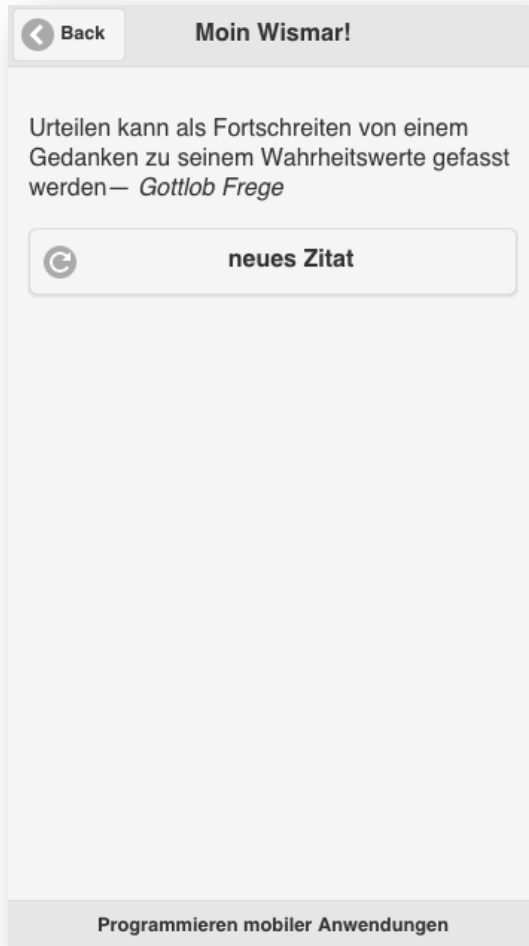 Back
Moin Wismar!
Urteilen kann als Fortschreiten von einem
Gedanken zu seinem Wahrheitswerte gefasst
werden— Gottlob Frege
neues Zitat
Programmieren mobiler Anwendungen